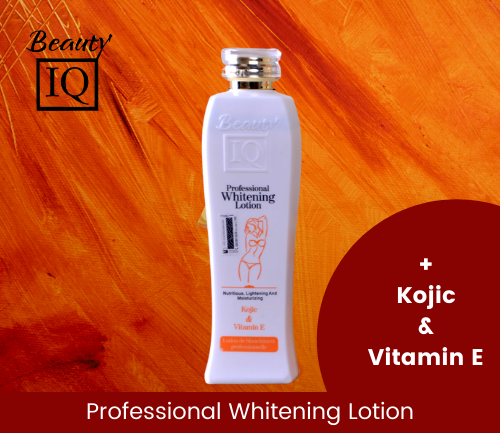 Beauty
IQ
Beauty
IQ
Professional
Whitening
Lotion
Nutritious, Lightening And
Moisturizing
Kojic
&
Vitamin E
+
Kojic
&
Vitamin E
Professional Whitening Lotion